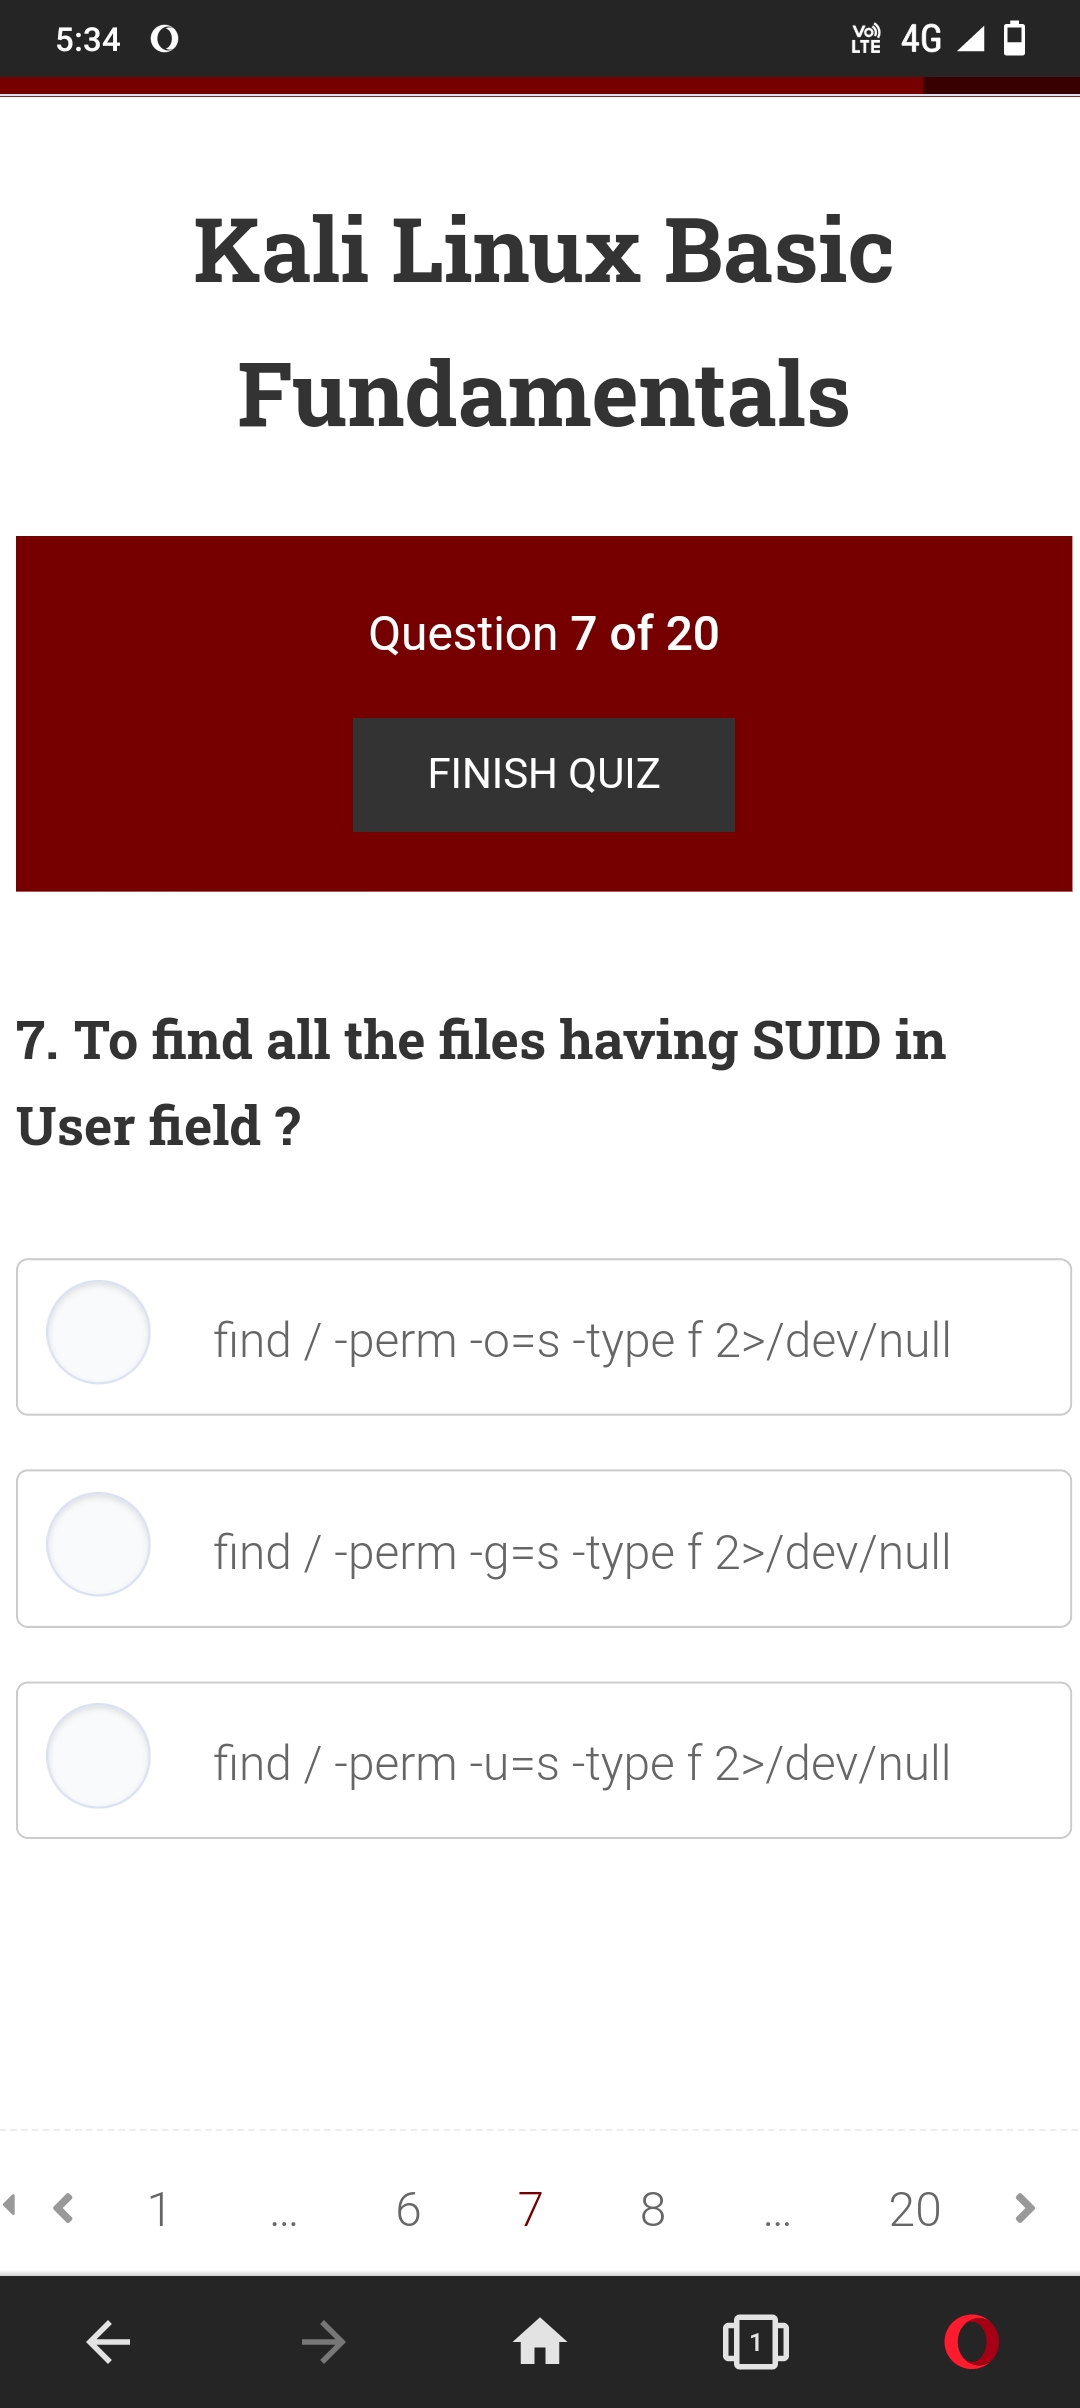 5:34
Vo)) LTE 4G
Kali Linux Basic
Fundamentals
Question 7 of 20
FINISH QUIZ
7. To find all the files having SUID in
User field ?
find / -perm -o=s -type f 2>/dev/null
find / -perm -g=s -type f 2>/dev/null
find / -perm -u=s -type f 2>/dev/null
1 ... 6 7 8 ... 20
1